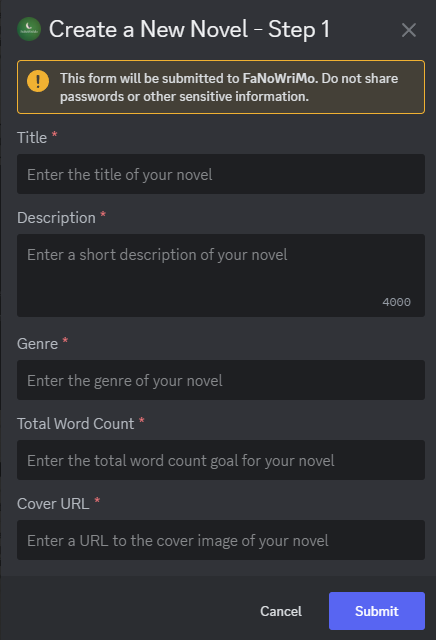 Create a New Novel - Step 1
This form will be submitted to FaNoWriMo. Do not share
passwords or other sensitive information.
Title *
Enter the title of your novel
Description *
Enter a short description of your novel
4000
Genre *
Enter the genre of your novel
Total Word Count *
Enter the total word count goal for your novel
Cover URL *
Enter a URL to the cover image of your novel
Cancel
Submit